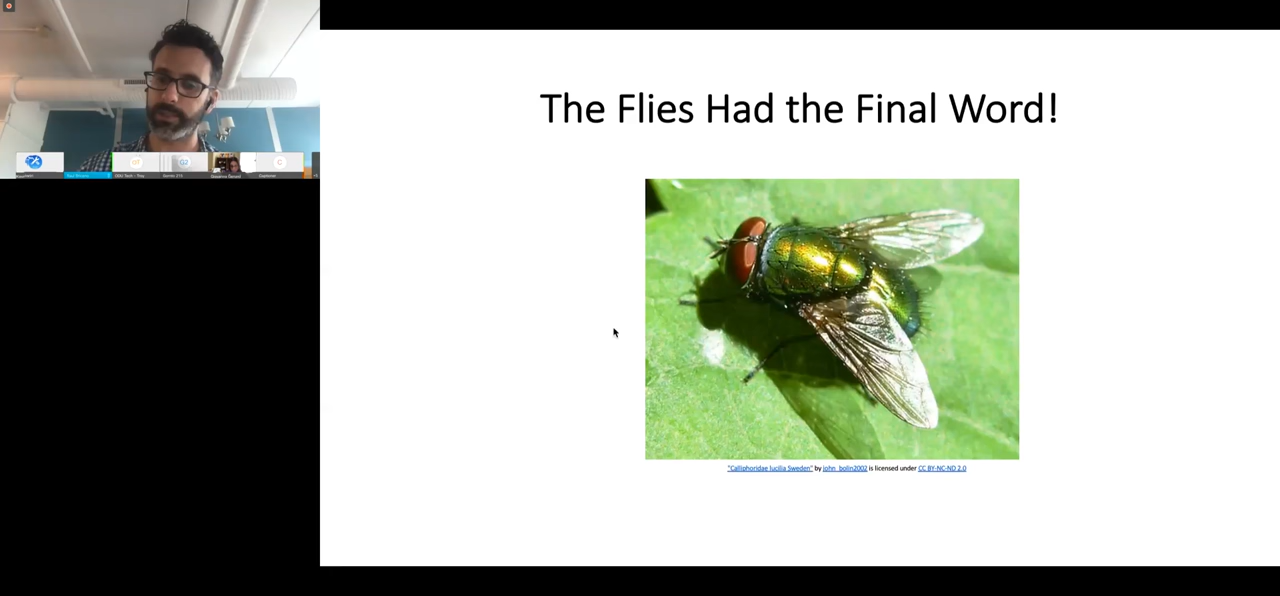 The Flies Had the Final Word!
"Calliphoridae lucilia Sweden" by john_bolin2002 is licensed under CC BY-NC-ND 2.0